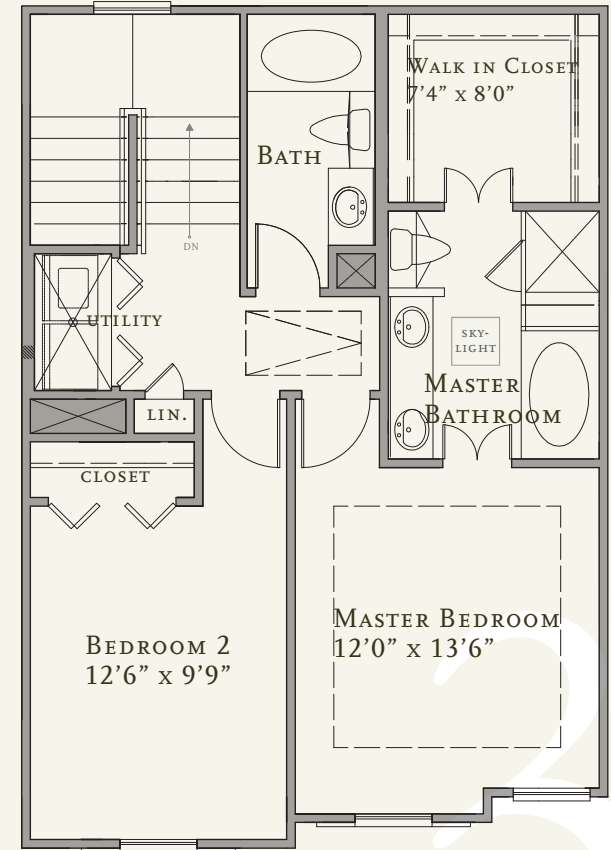 Walk in Closet
7'4" x 8'0"
Bath
DN
Utility
SKY-
LIGHT
Master
Bathroom
LIN.
Closet
Master Bedroom
12'0" x 13'6"
Bedroom 2
12'6" x 9'9"
3